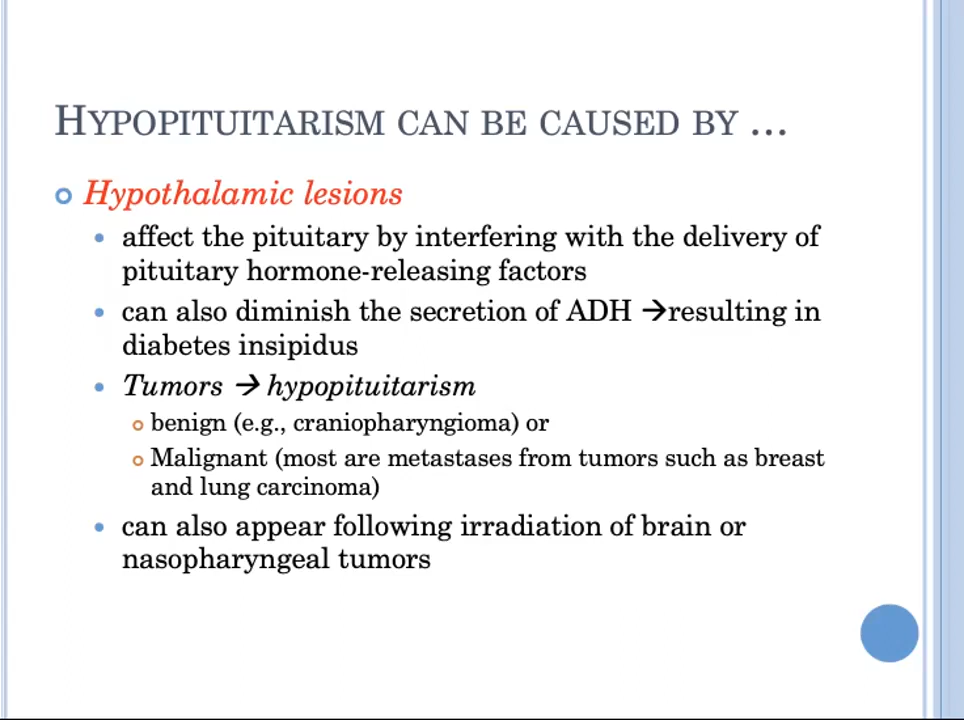 HYPOPITUITARISM CAN BE CAUSED BY …
Hypothalamic lesions
affect the pituitary by interfering with the delivery of
pituitary hormone-releasing factors
can also diminish the secretion of ADH →resulting in
diabetes insipidus
Tumors → hypopituitarism
benign (e.g., craniopharyngioma) or
Malignant (most are metastases from tumors such as breast
and lung carcinoma)
can also appear following irradiation of brain or
nasopharyngeal tumors